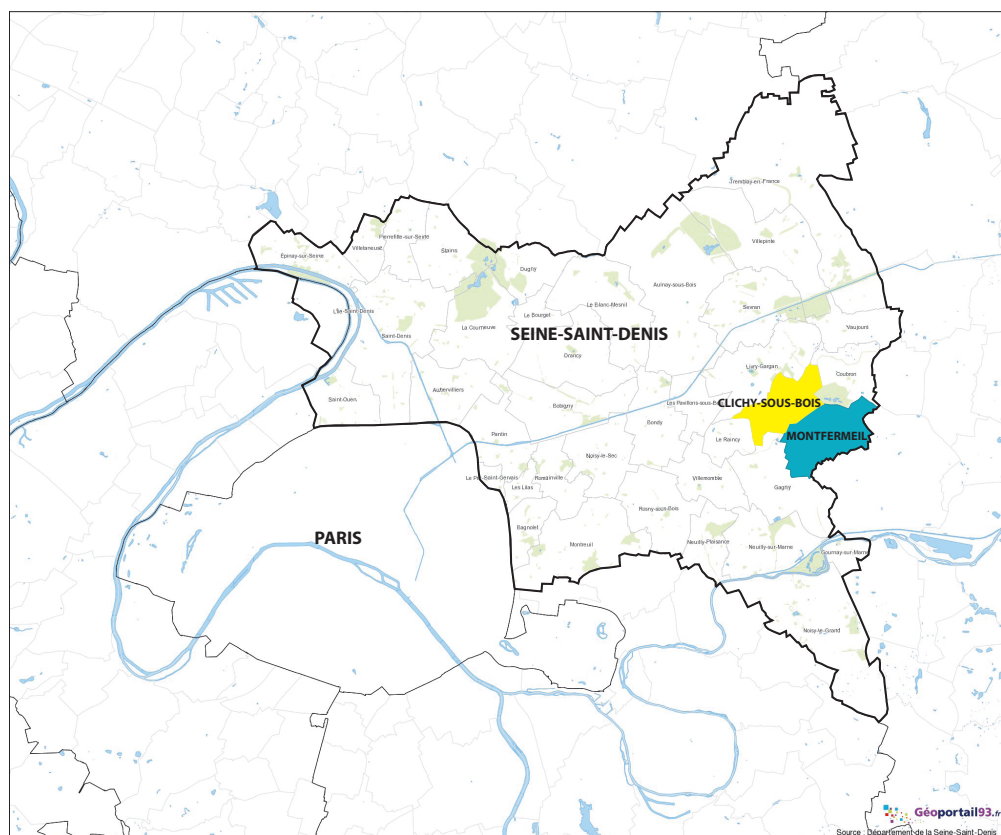 Tremblay-en-France
Villepinte
Pierrefitte-sur-Seine
Villetaneuse
Stains
Épinay-sur-Seine
Dugny
Aulnay-sous-Bois
Le Blanc-Mesnil
Sevran
L'Île-Saint-Denis
Le Bourget
Saint-Denis
La Courneuve
SEINE-SAINT-DENIS
Vaujours
Drancy
Livry-Gargan
Coubron
Aubervilliers
Saint-Ouen
Bobigny
Les Pavillons-sous-Bois
CLICHY-SOUS-BOIS
Bondy
Pantin
Le Raincy
MONTFERMEIL
Noisy-le-Sec
Le Pré-Saint-Gervais
Romainville
Villemomble
Les Lilas
Gagny
Rosny-sous-Bois
Bagnolet
PARIS
Montreuil
Neuilly-Plaisance
Neuilly-sur-Marne
Gournay-sur-Marne
Noisy-le-Grand
Géoportail93.f
Source : Département de la Seine-Saint-Denis